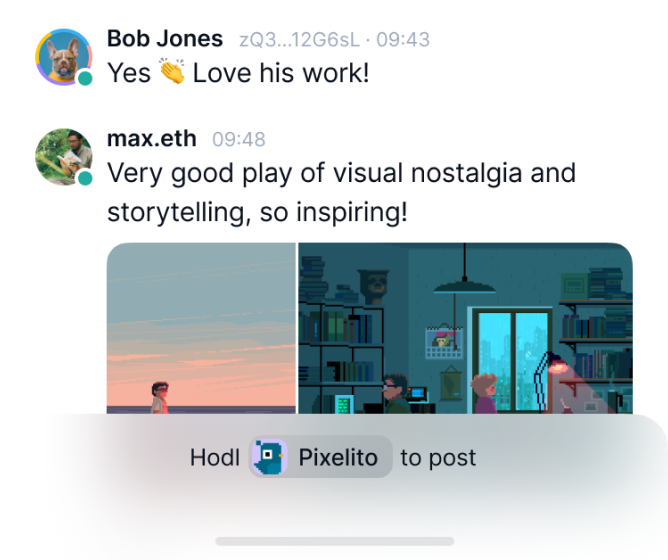 Bob Jones zQ3...12G6sL · 09:43
Yes 👏 Love his work!
max.eth 09:48
Very good play of visual nostalgia and
storytelling, so inspiring!
Hodl Pixelito to post